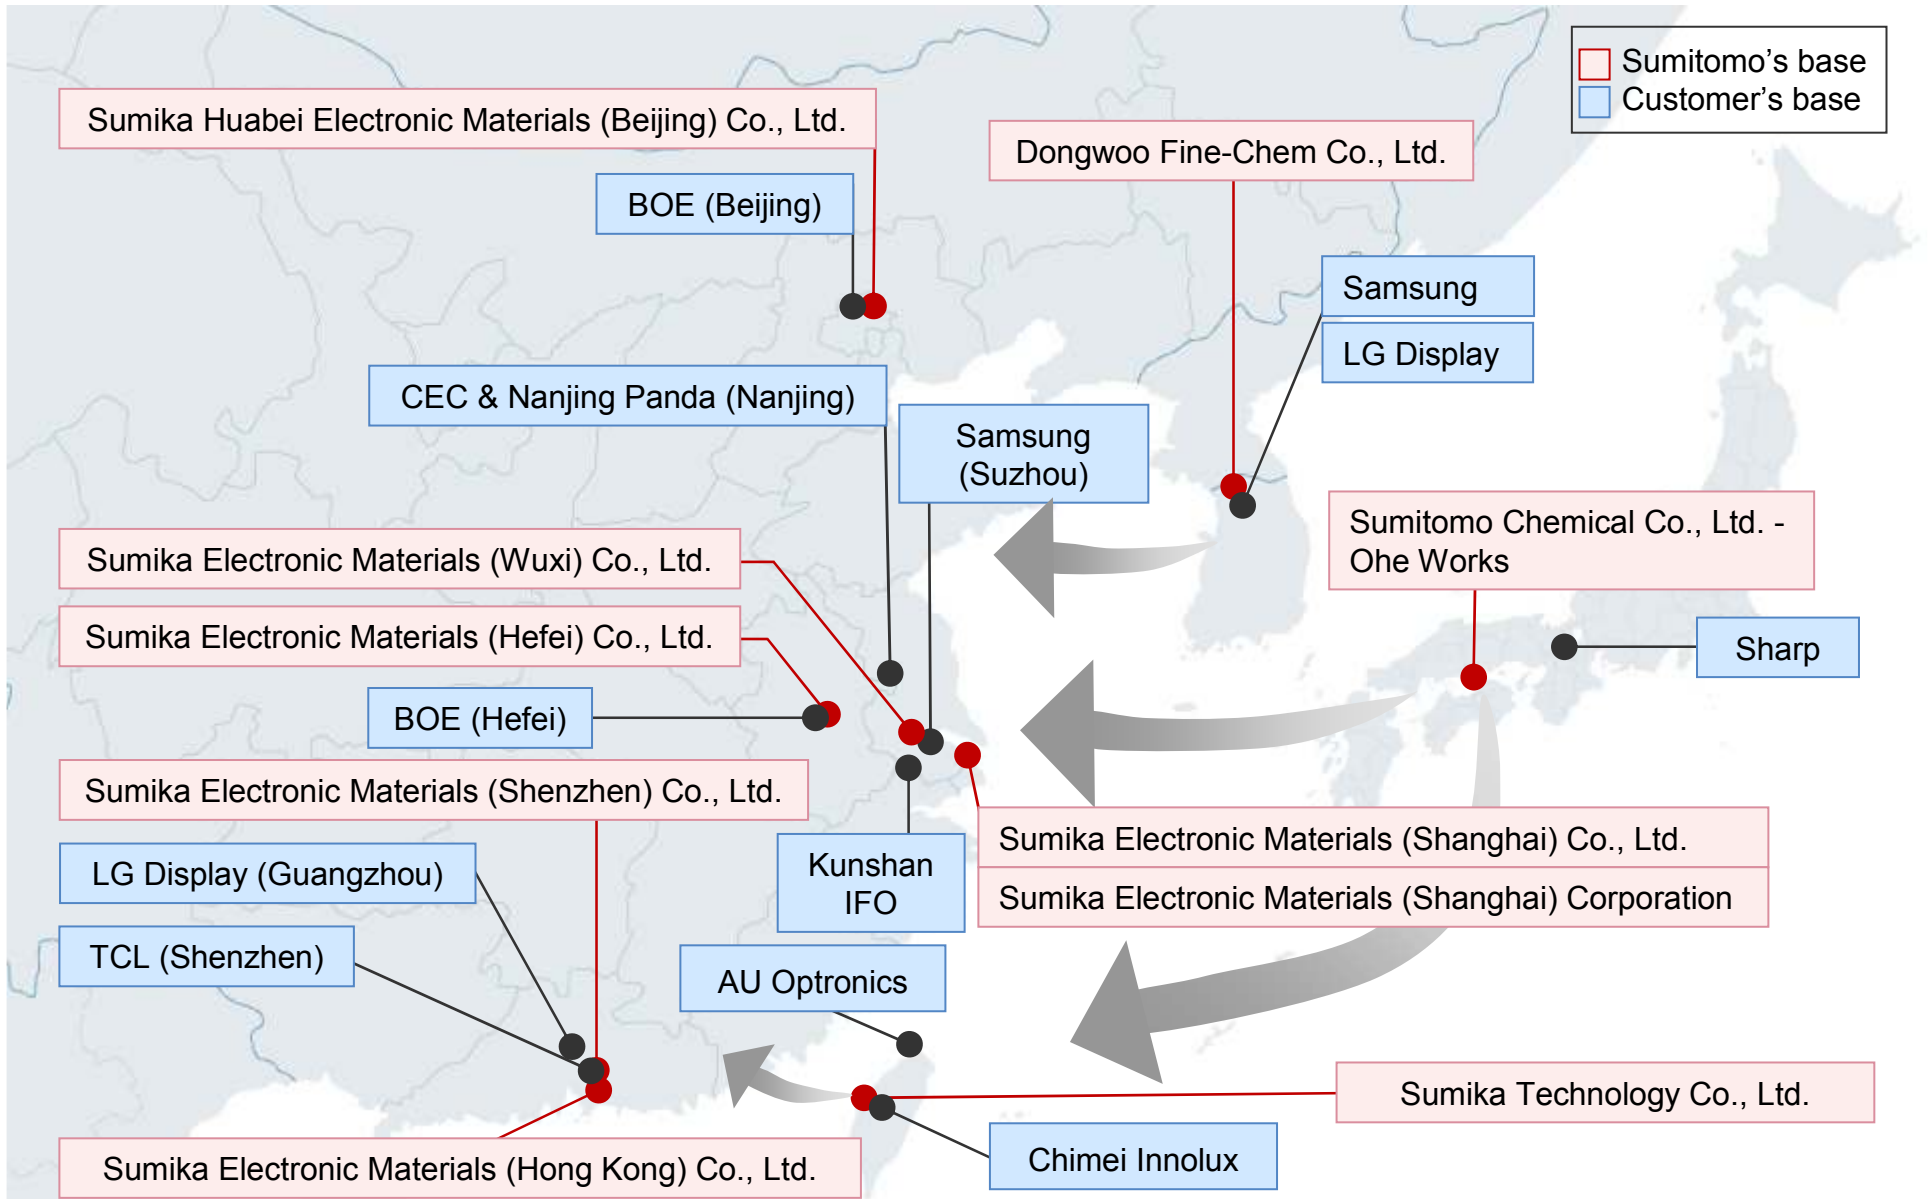 Sumitomo's base
Customer's base
Sumika Huabei Electronic Materials (Beijing) Co., Ltd.
Dongwoo Fine-Chem Co., Ltd.
BOE (Beijing)
Samsung
LG Display
CEC & Nanjing Panda (Nanjing)
Samsung
(Suzhou)
Sumitomo Chemical Co., Ltd. -
Ohe Works
Sumika Electronic Materials (Wuxi) Co., Ltd.
Sumika Electronic Materials (Hefei) Co., Ltd.
Sharp
BOE (Hefei)
Sumika Electronic Materials (Shenzhen) Co., Ltd.
Sumika Electronic Materials (Shanghai) Co., Ltd.
Sumika Electronic Materials (Shanghai) Corporation
Kunshan
IFO
LG Display (Guangzhou)
TCL (Shenzhen)
AU Optronics
Sumika Technology Co., Ltd.
Chimei Innolux
Sumika Electronic Materials (Hong Kong) Co., Ltd.